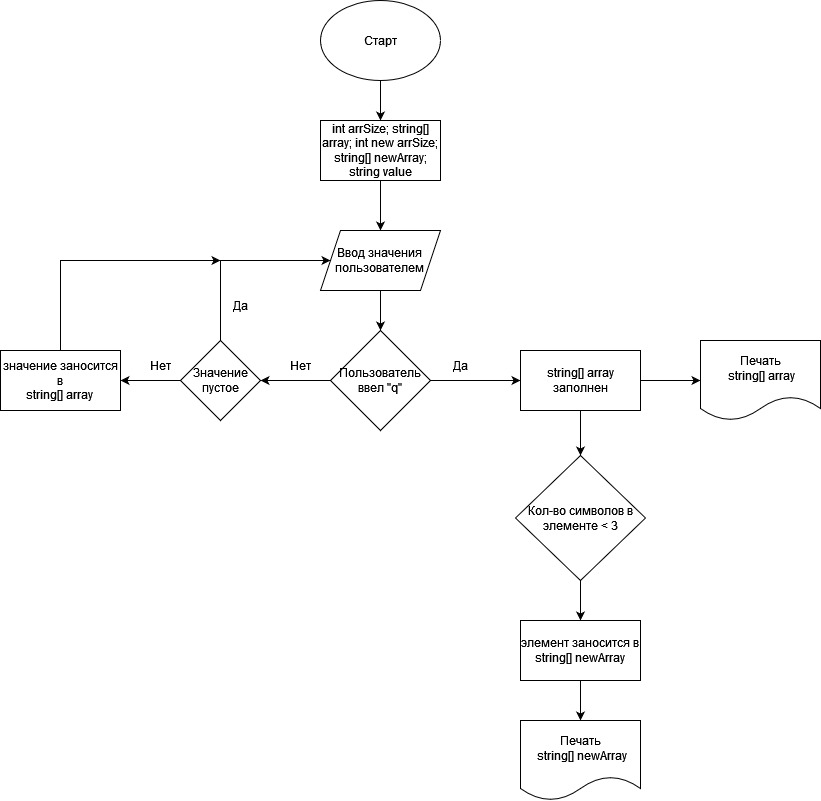 Старт
int arrSize; string[]
array; int new arrSize;
string[] newArray;
string value
Ввод значения
пользователем
Да
значение заносится
в
string[] array
Нет
Значение
пустое
Нет
Пользователь
ввел "q"
Да
string[] array
заполнен
Печать
string[] array
Кол-во символов в
элементе < 3
элемент заносится в
string[] newArray
Печать
string[] newArray